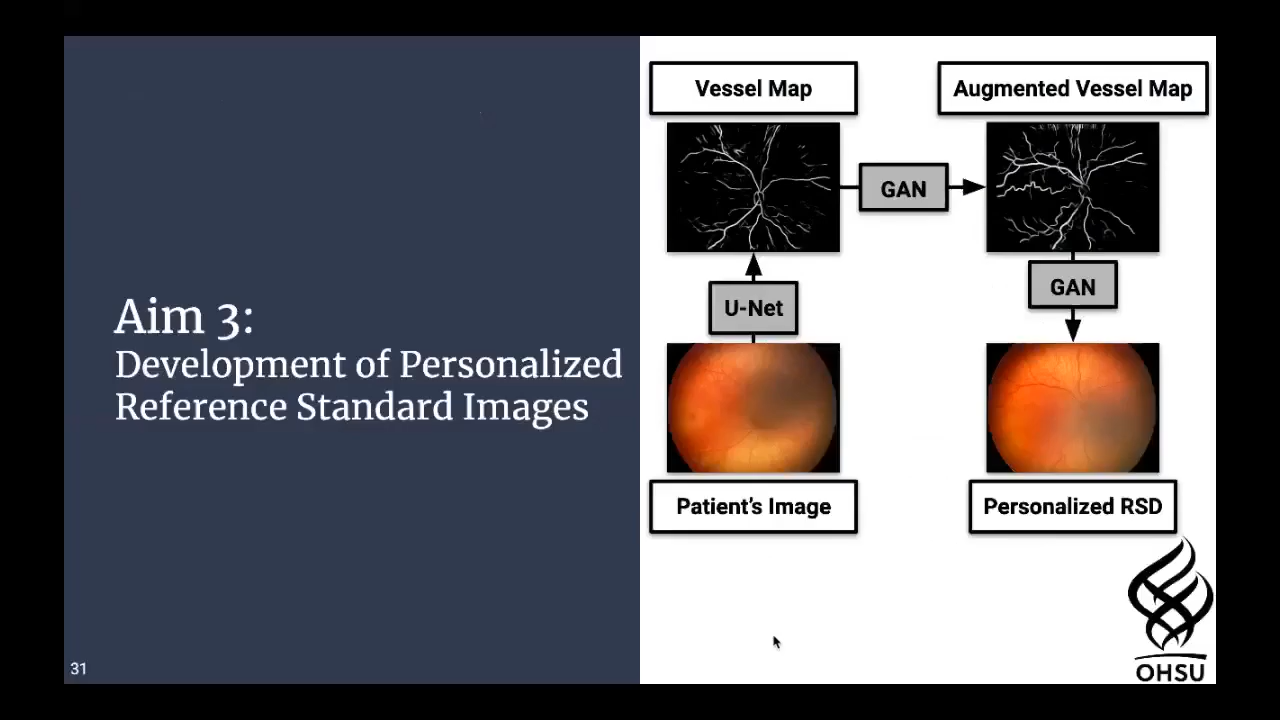 Aim 3:
Development of Personalized
Reference Standard Images
31
Vessel Map
Augmented Vessel Map
GAN
GAN
U-Net
Patient's Image
Personalized RSD
OHSU